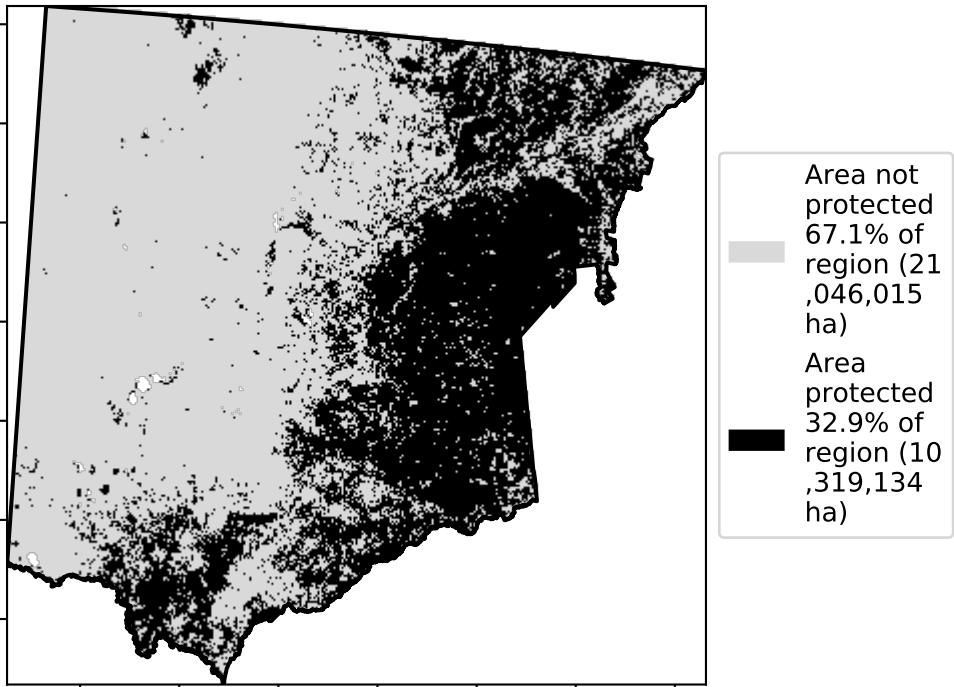 Area not
protected
67.1% of
region (21
,046,015
ha)
Area
protected
32.9% of
region (10
,319,134
ha)